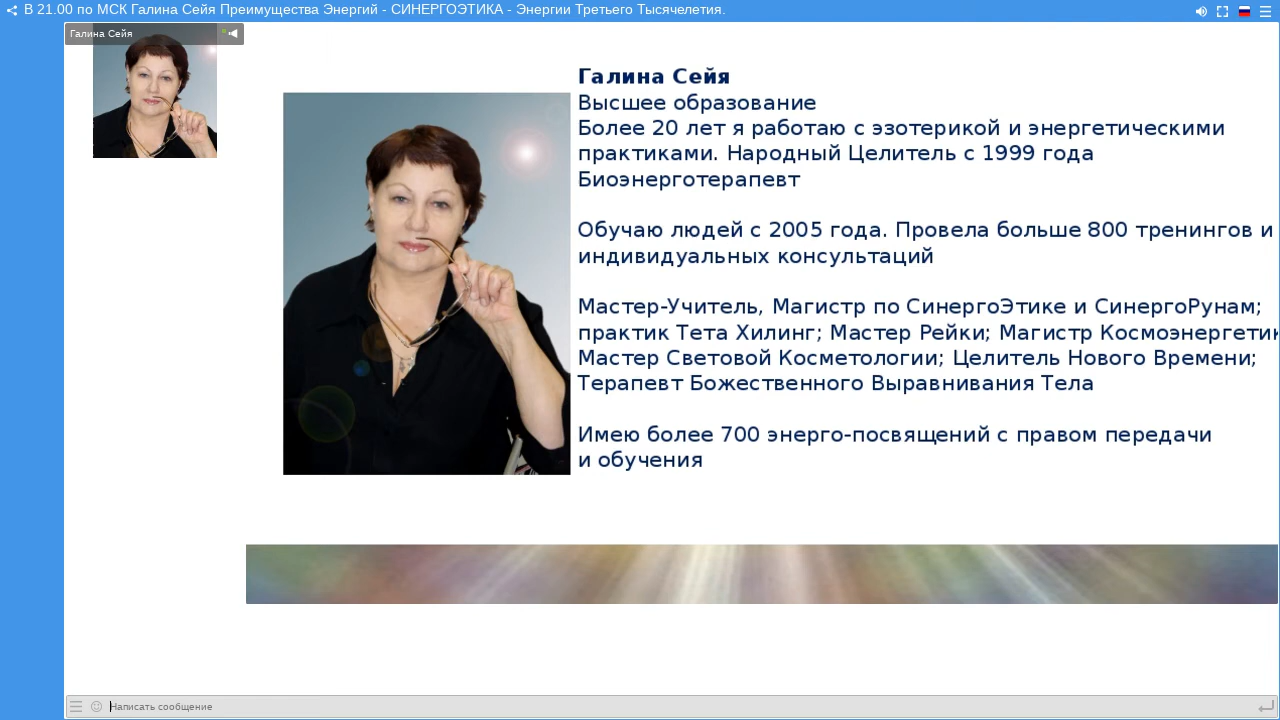 В 21.00 по МСК Галина Сейя Преимущества Энергий - СИНЕРГОЭТИКА - Энергии Третьего Тысячелетия.
Галина Сейя
Галина Сейя
Высшее образование
Более 20 лет я работаю с эзотерикой и энергетическими
практиками. Народный Целитель с 1999 года
Биоэнерготерапевт
Обучаю людей с 2005 года. Провела больше 800 тренингов и
индивидуальных консультаций
Мастер-Учитель, Магистр по СинергоЭтике и СинергоРунам;
практик Тета Хилинг; Мастер Рейки; Магистр Космоэнергети
Мастер Световой Косметологии; Целитель Нового Времени;
Терапевт Божественного Выравнивания Тела
Имею более 700 энерго-посвящений с правом передачи
и обучения
Написать сообщение